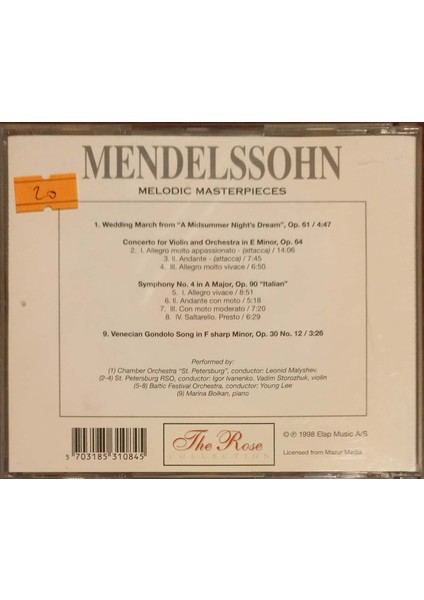 20
MENDELSSOHN
MELODIC MASTERPIECES
1. Wedding March from "A Midsummer Night's Dream", Op. 61 / 4:47
Concerto for Violin and Orchestra in E Minor, Op. 64
2. I. Allegro molto appassionato - (attacca) / 14:06
3. II. Andante - (attacca) / 7:45
4. III. Allegro molto vivace / 6:50
Symphony No. 4 in A Major, Op. 90 "Italian"
5. I. Allegro vivace / 8:51
6. II. Andante con moto / 5:18
7. III. Con moto moderato / 7:20
8. IV. Saltarello. Presto / 6:29
9. Venecian Gondolo Song in F sharp Minor, Op. 30 No. 12 / 3:26
Performed by:
(1) Chamber Orchestra "St. Petersburg", conductor: Leonid Malyshev,
(2-4) St. Petersburg RSO, conductor: Igor Ivanenko, Vadim Storozhuk, violin
(5-8) Baltic Festival Orchestra, conductor: Young Lee
(9) Marina Bolkan, piano
5 703185 310845
The Rose
COLLECTION
© ℗ 1998 Elap Music A/S
Licensed from Mazur Media